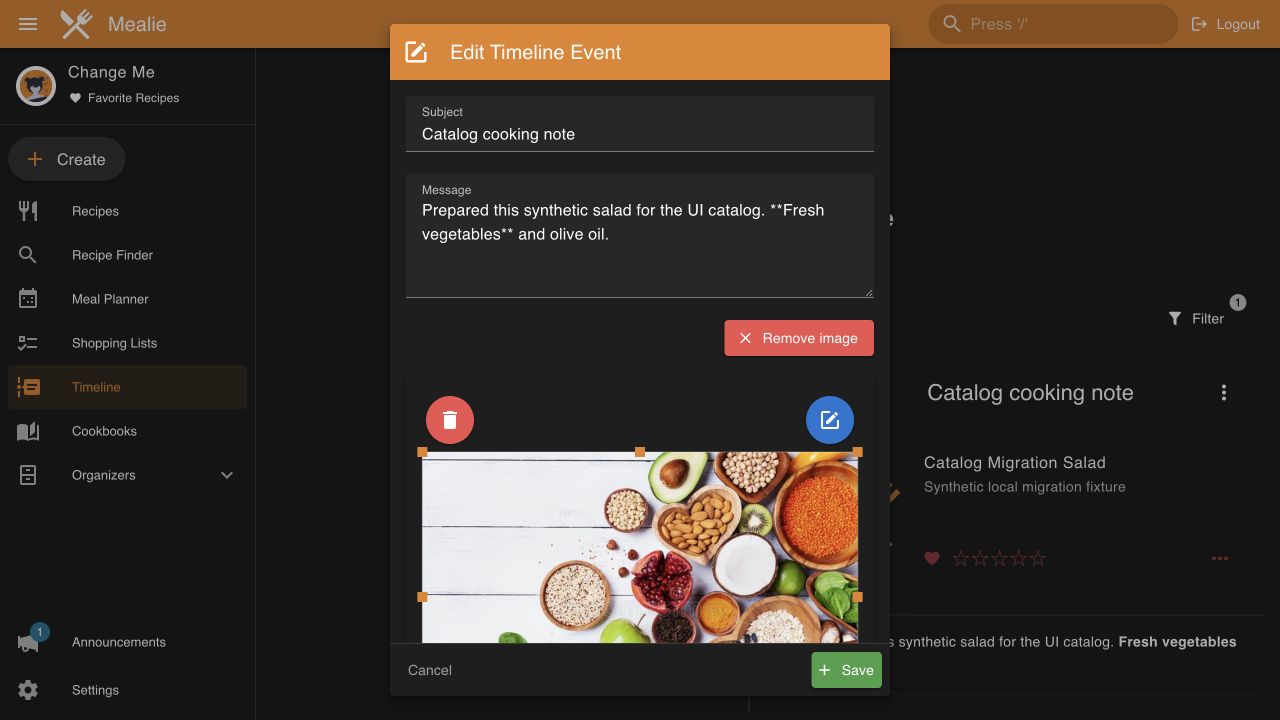 Mealie
Press '/'
Logout
Change Me
Favorite Recipes
Create
Recipes
Recipe Finder
Meal Planner
Shopping Lists
Timeline
Cookbooks
Organizers
1
Announcements
Settings
Edit Timeline Event
Subject
Catalog cooking note
Message
Prepared this synthetic salad for the UI catalog. **Fresh
vegetables** and olive oil.
Remove image
Cancel
Save
1
Filter
Catalog cooking note
Catalog Migration Salad
Synthetic local migration fixture
synthetic salad for the UI catalog. Fresh vegetables